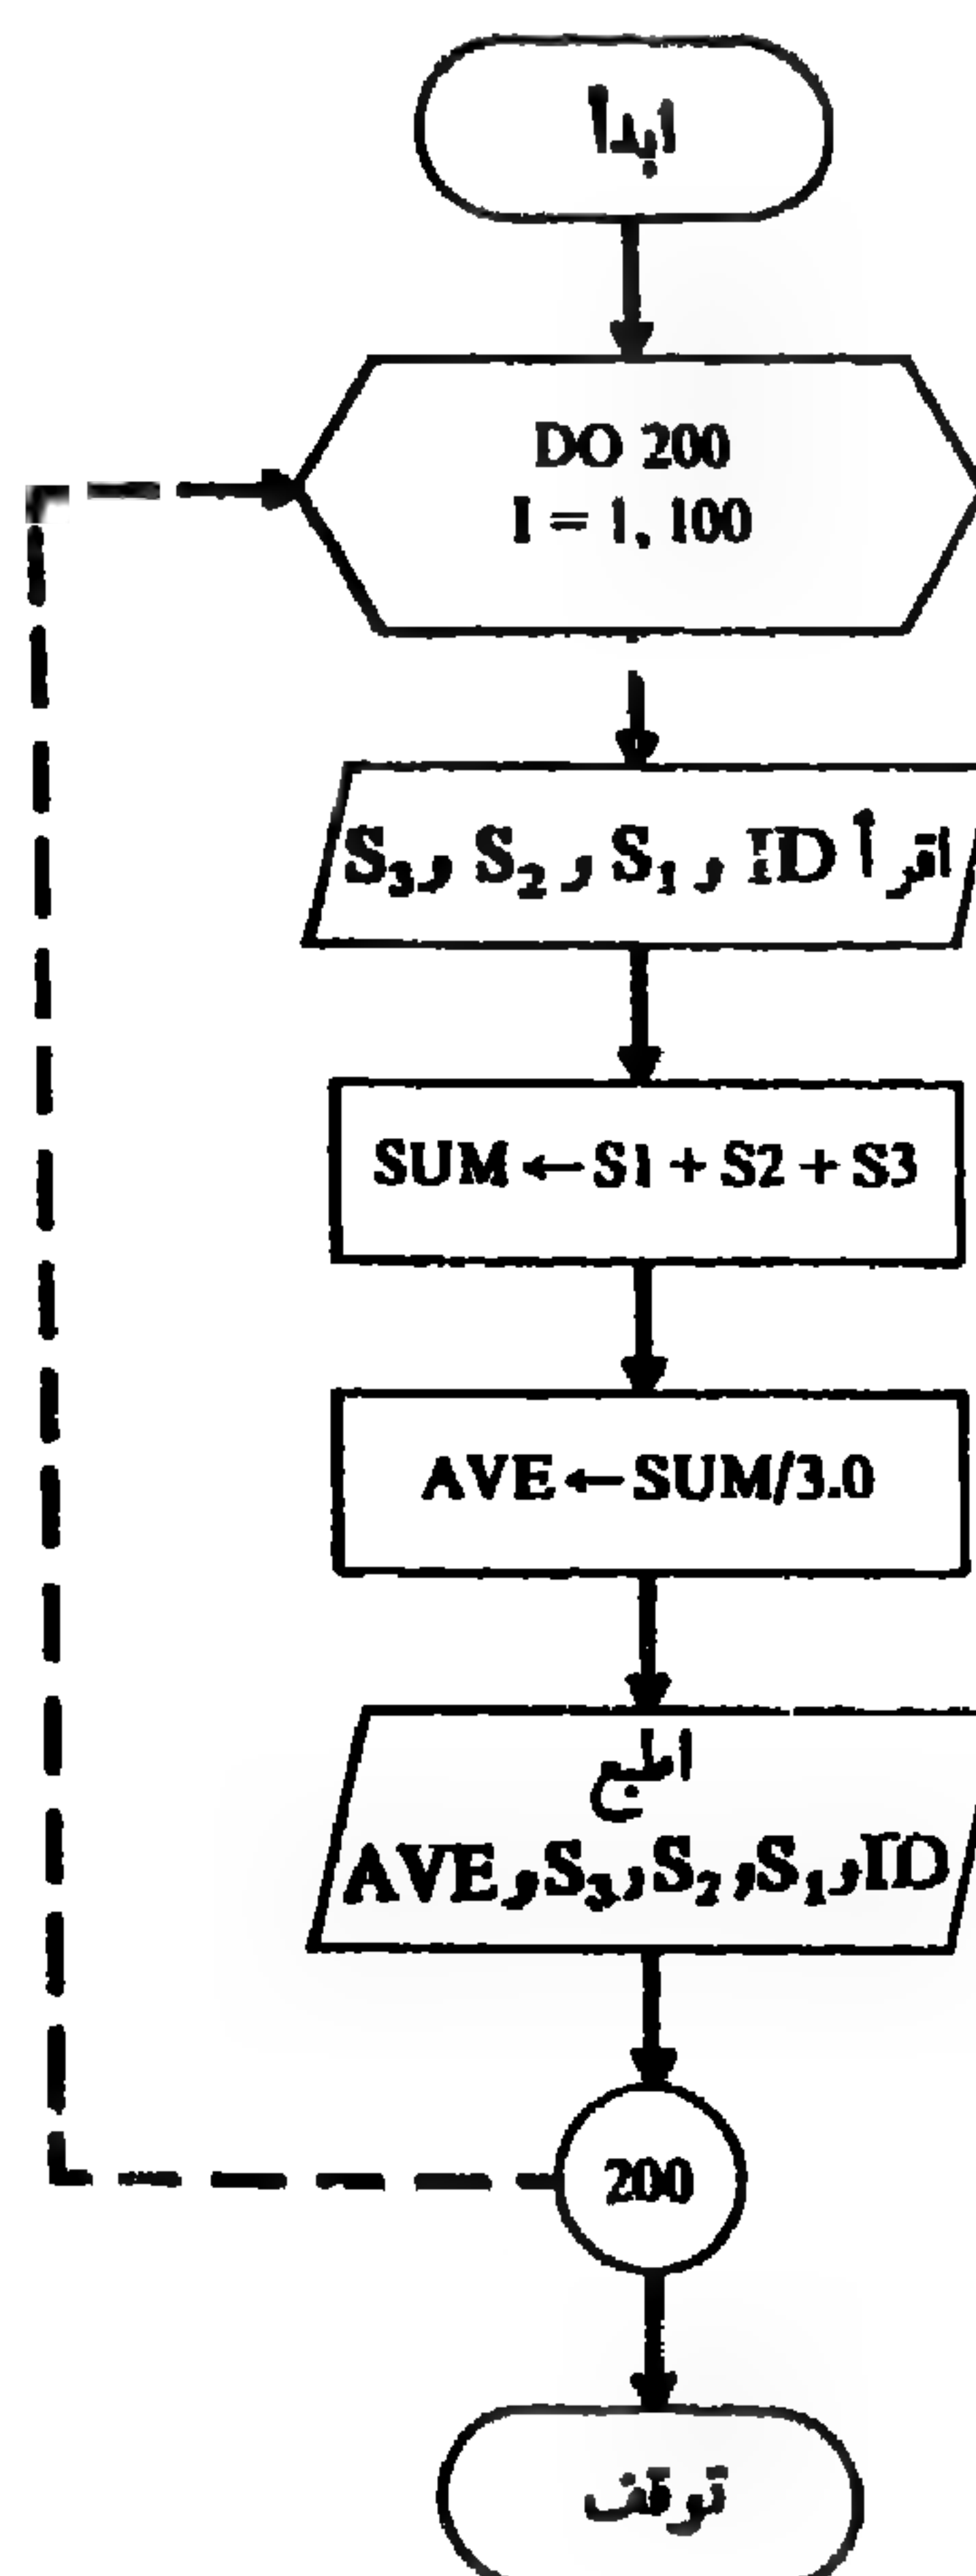 ابدأ
DO 200
I = 1, 100
اقرأ ID و S₁ و S₂ و S₃
SUM ← S1 + S2 + S3
AVE ← SUM/3.0
اطبع
ID و S₁ و S₂ و S₃ و AVE
200
توقف